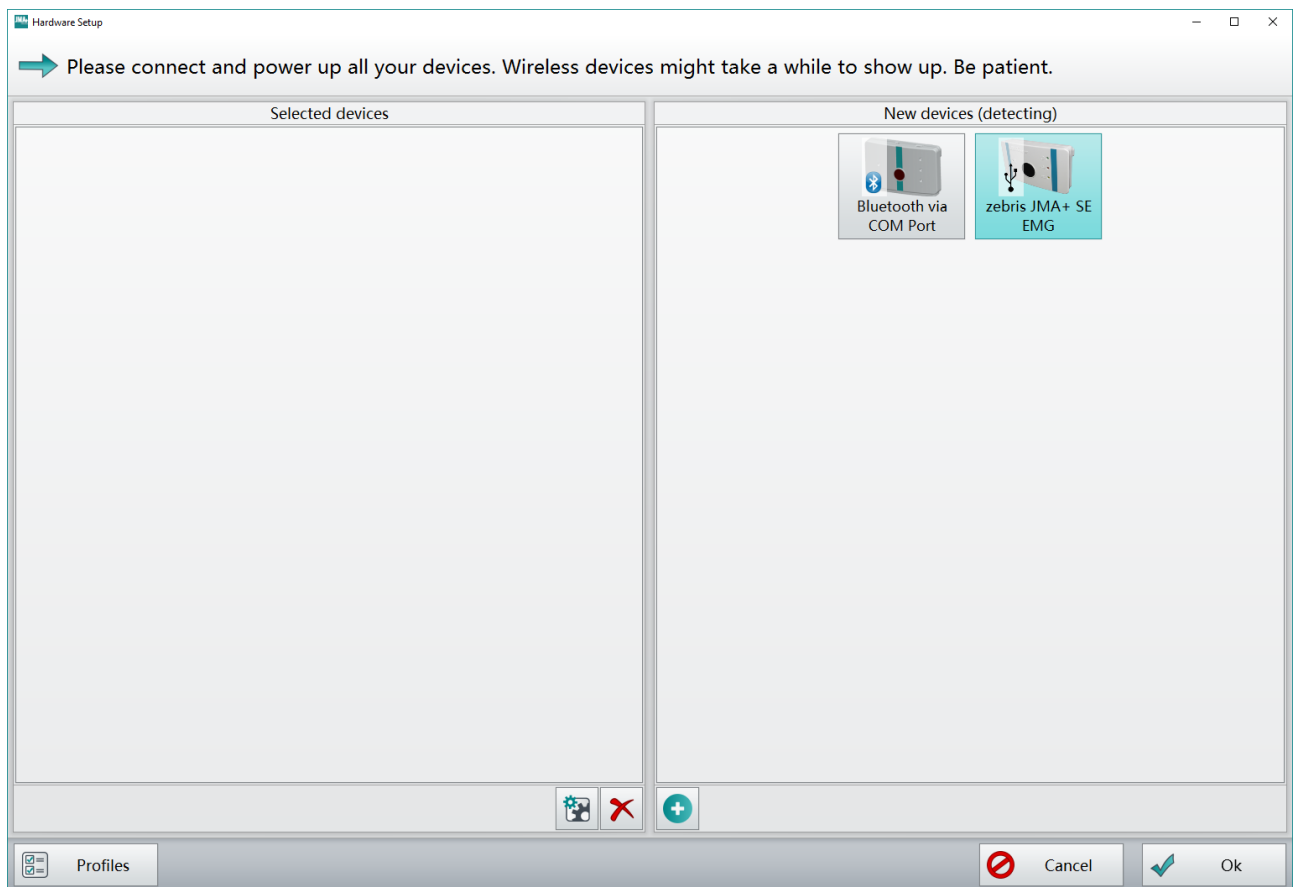 JMA
Hardware Setup
Please connect and power up all your devices. Wireless devices might take a while to show up. Be patient.
Selected devices
New devices (detecting)
Bluetooth via
COM Port
zebris JMA+ SE
EMG
Profiles
Cancel
Ok